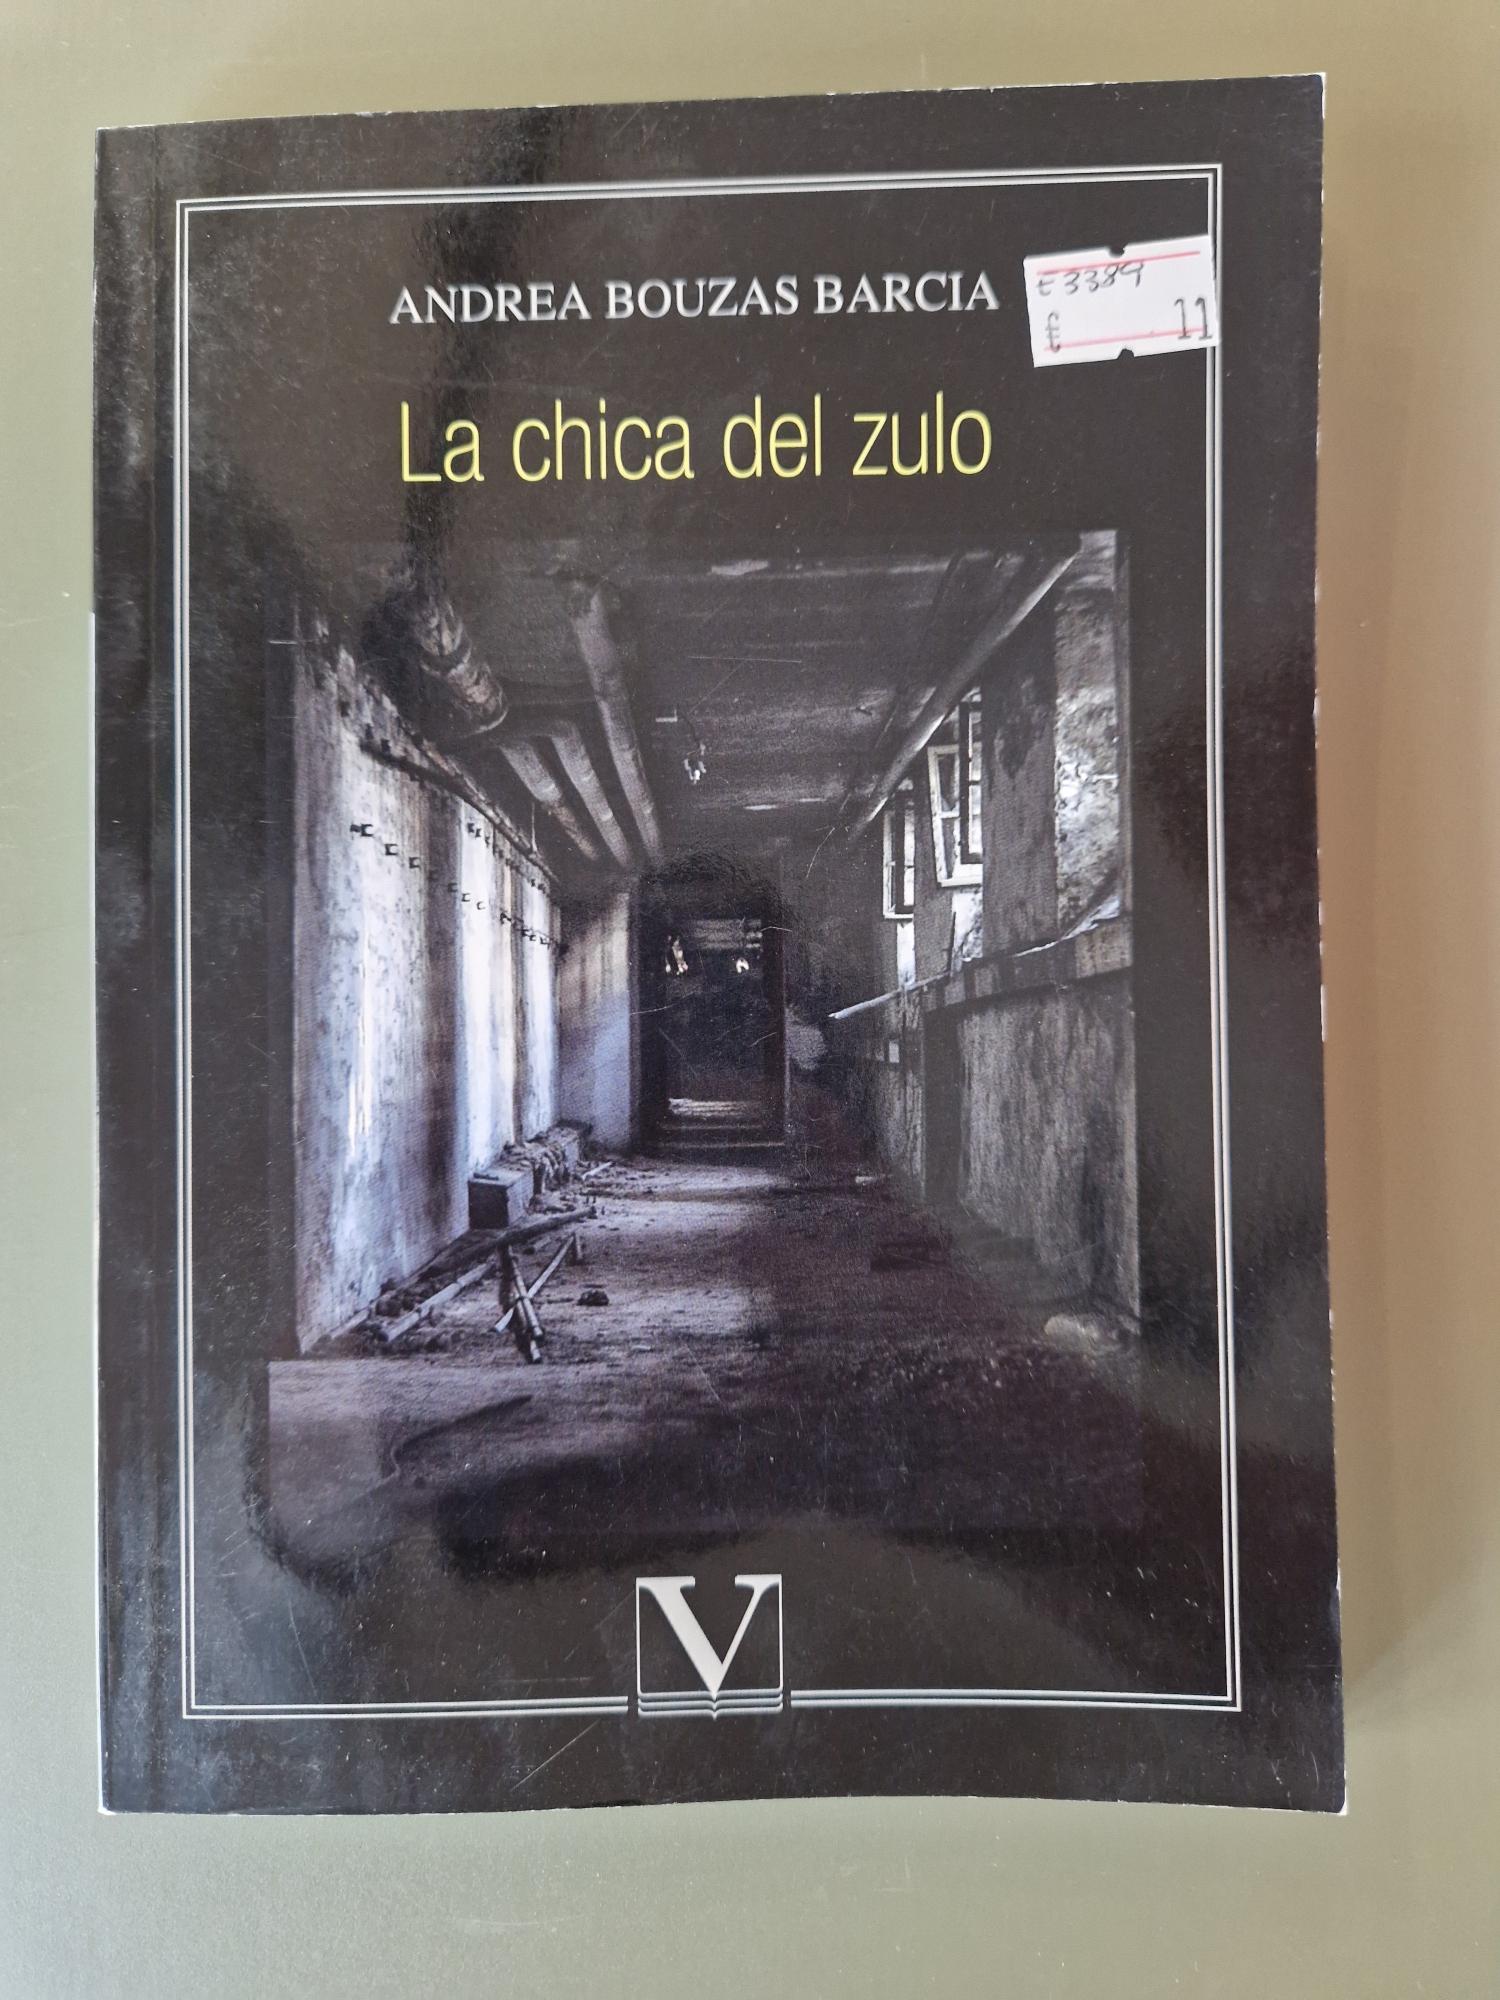 ANDREA BOUZAS BARCIA
E3389
11
La chica del zulo
V